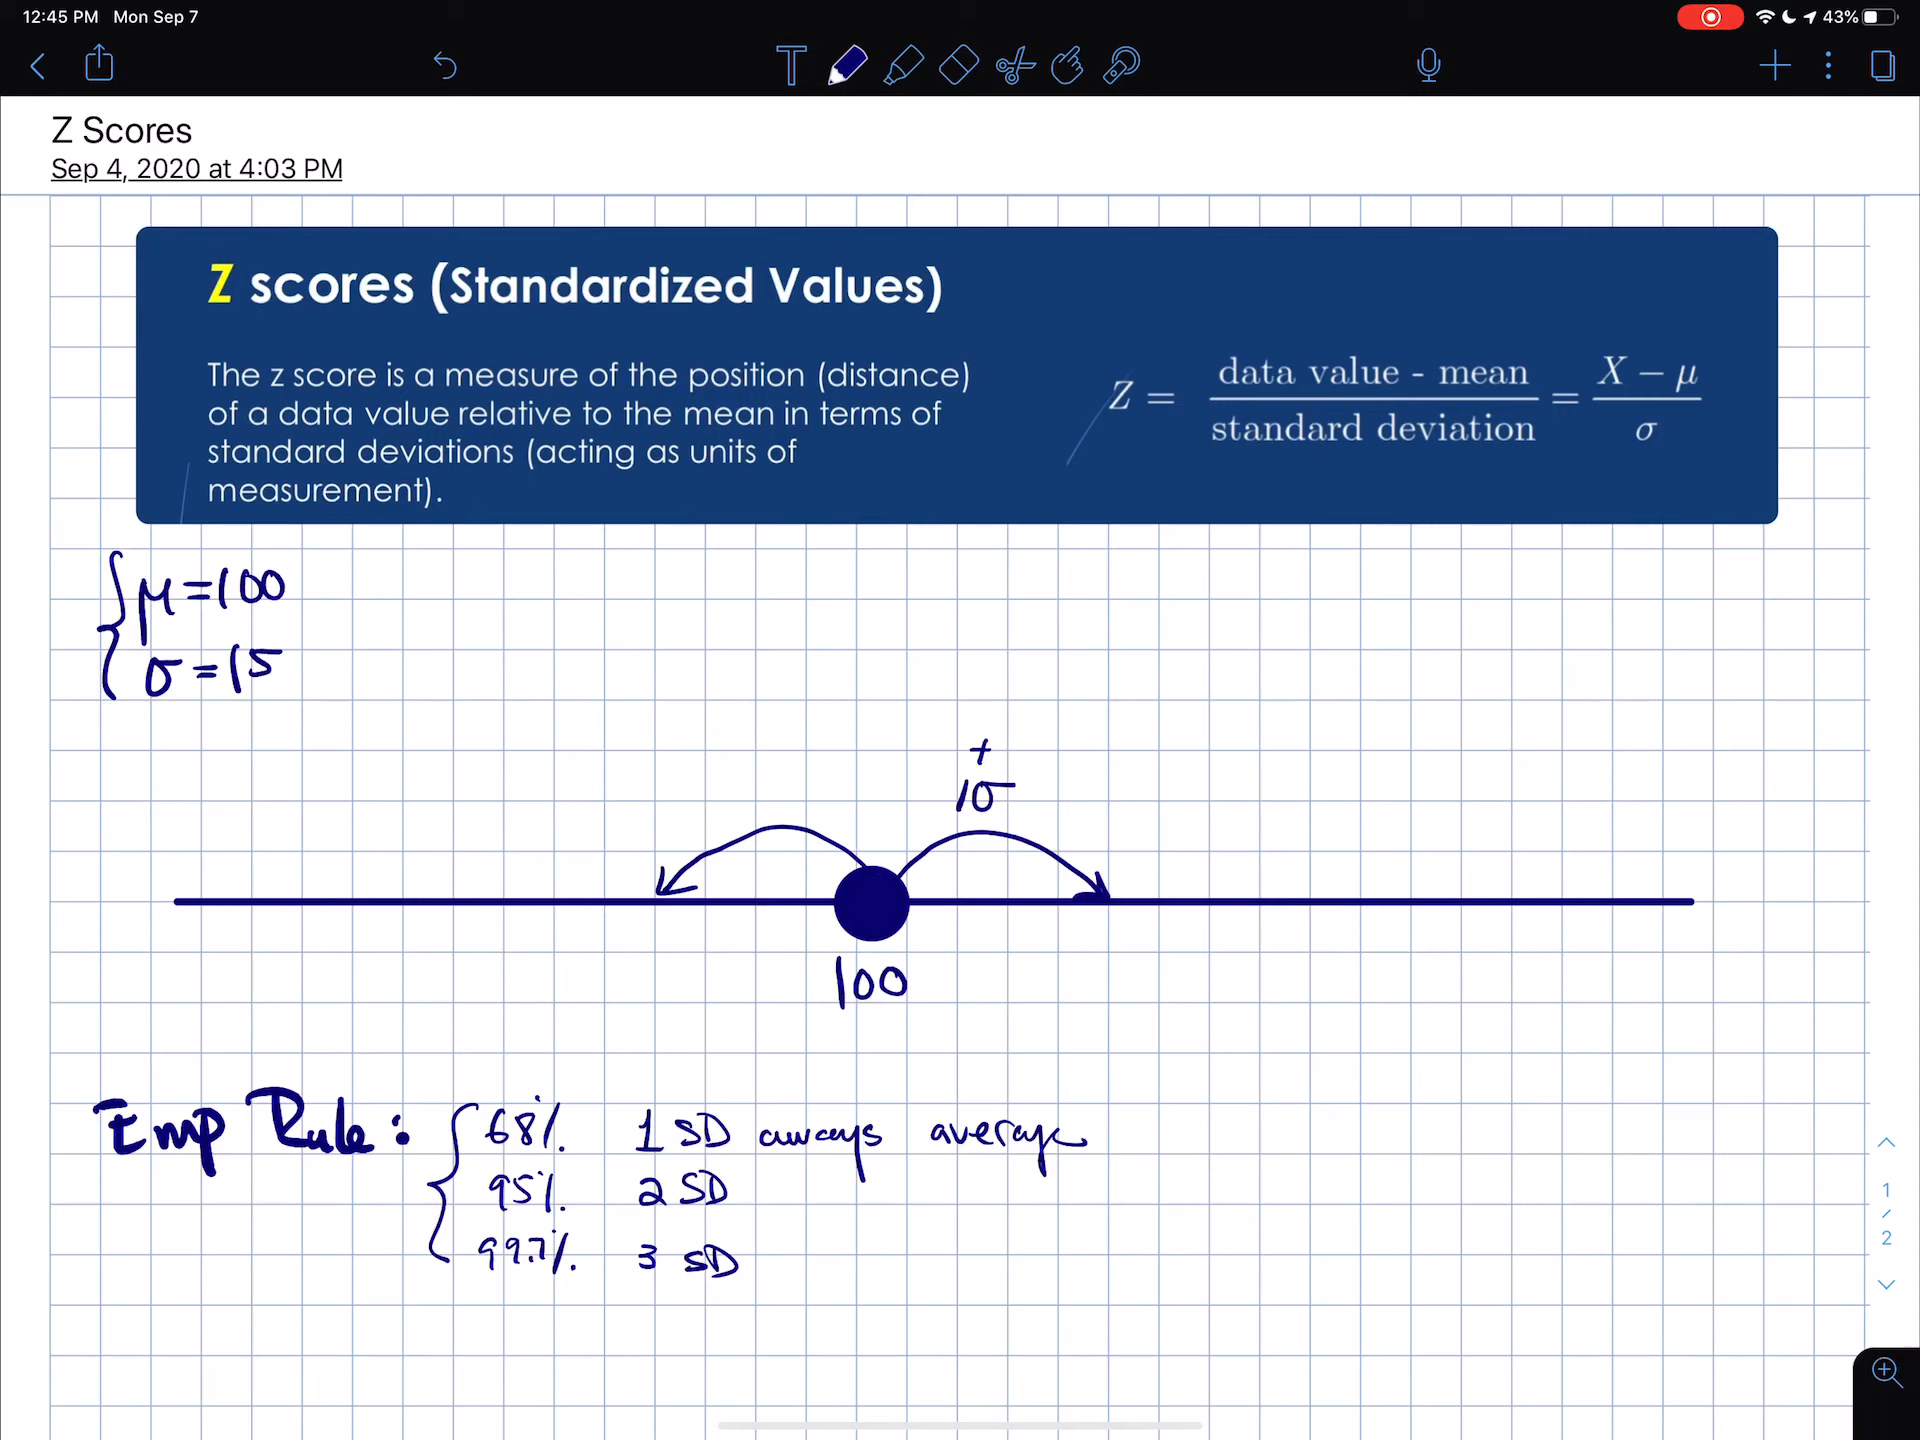 12:45 PM Mon Sep 7
43%
Z Scores
Sep 4, 2020 at 4:03 PM
Z scores (Standardized Values)
The z score is a measure of the position (distance)
of a data value relative to the mean in terms of
standard deviations (acting as units of
measurement).
Z = data value - mean / standard deviation = X − μ / σ
μ = 100
σ = 15
+
1σ
100
Emp Rule: 68%. 1 SD aways average
95%. 2 SD
99.7%. 3 SD
1
/
2